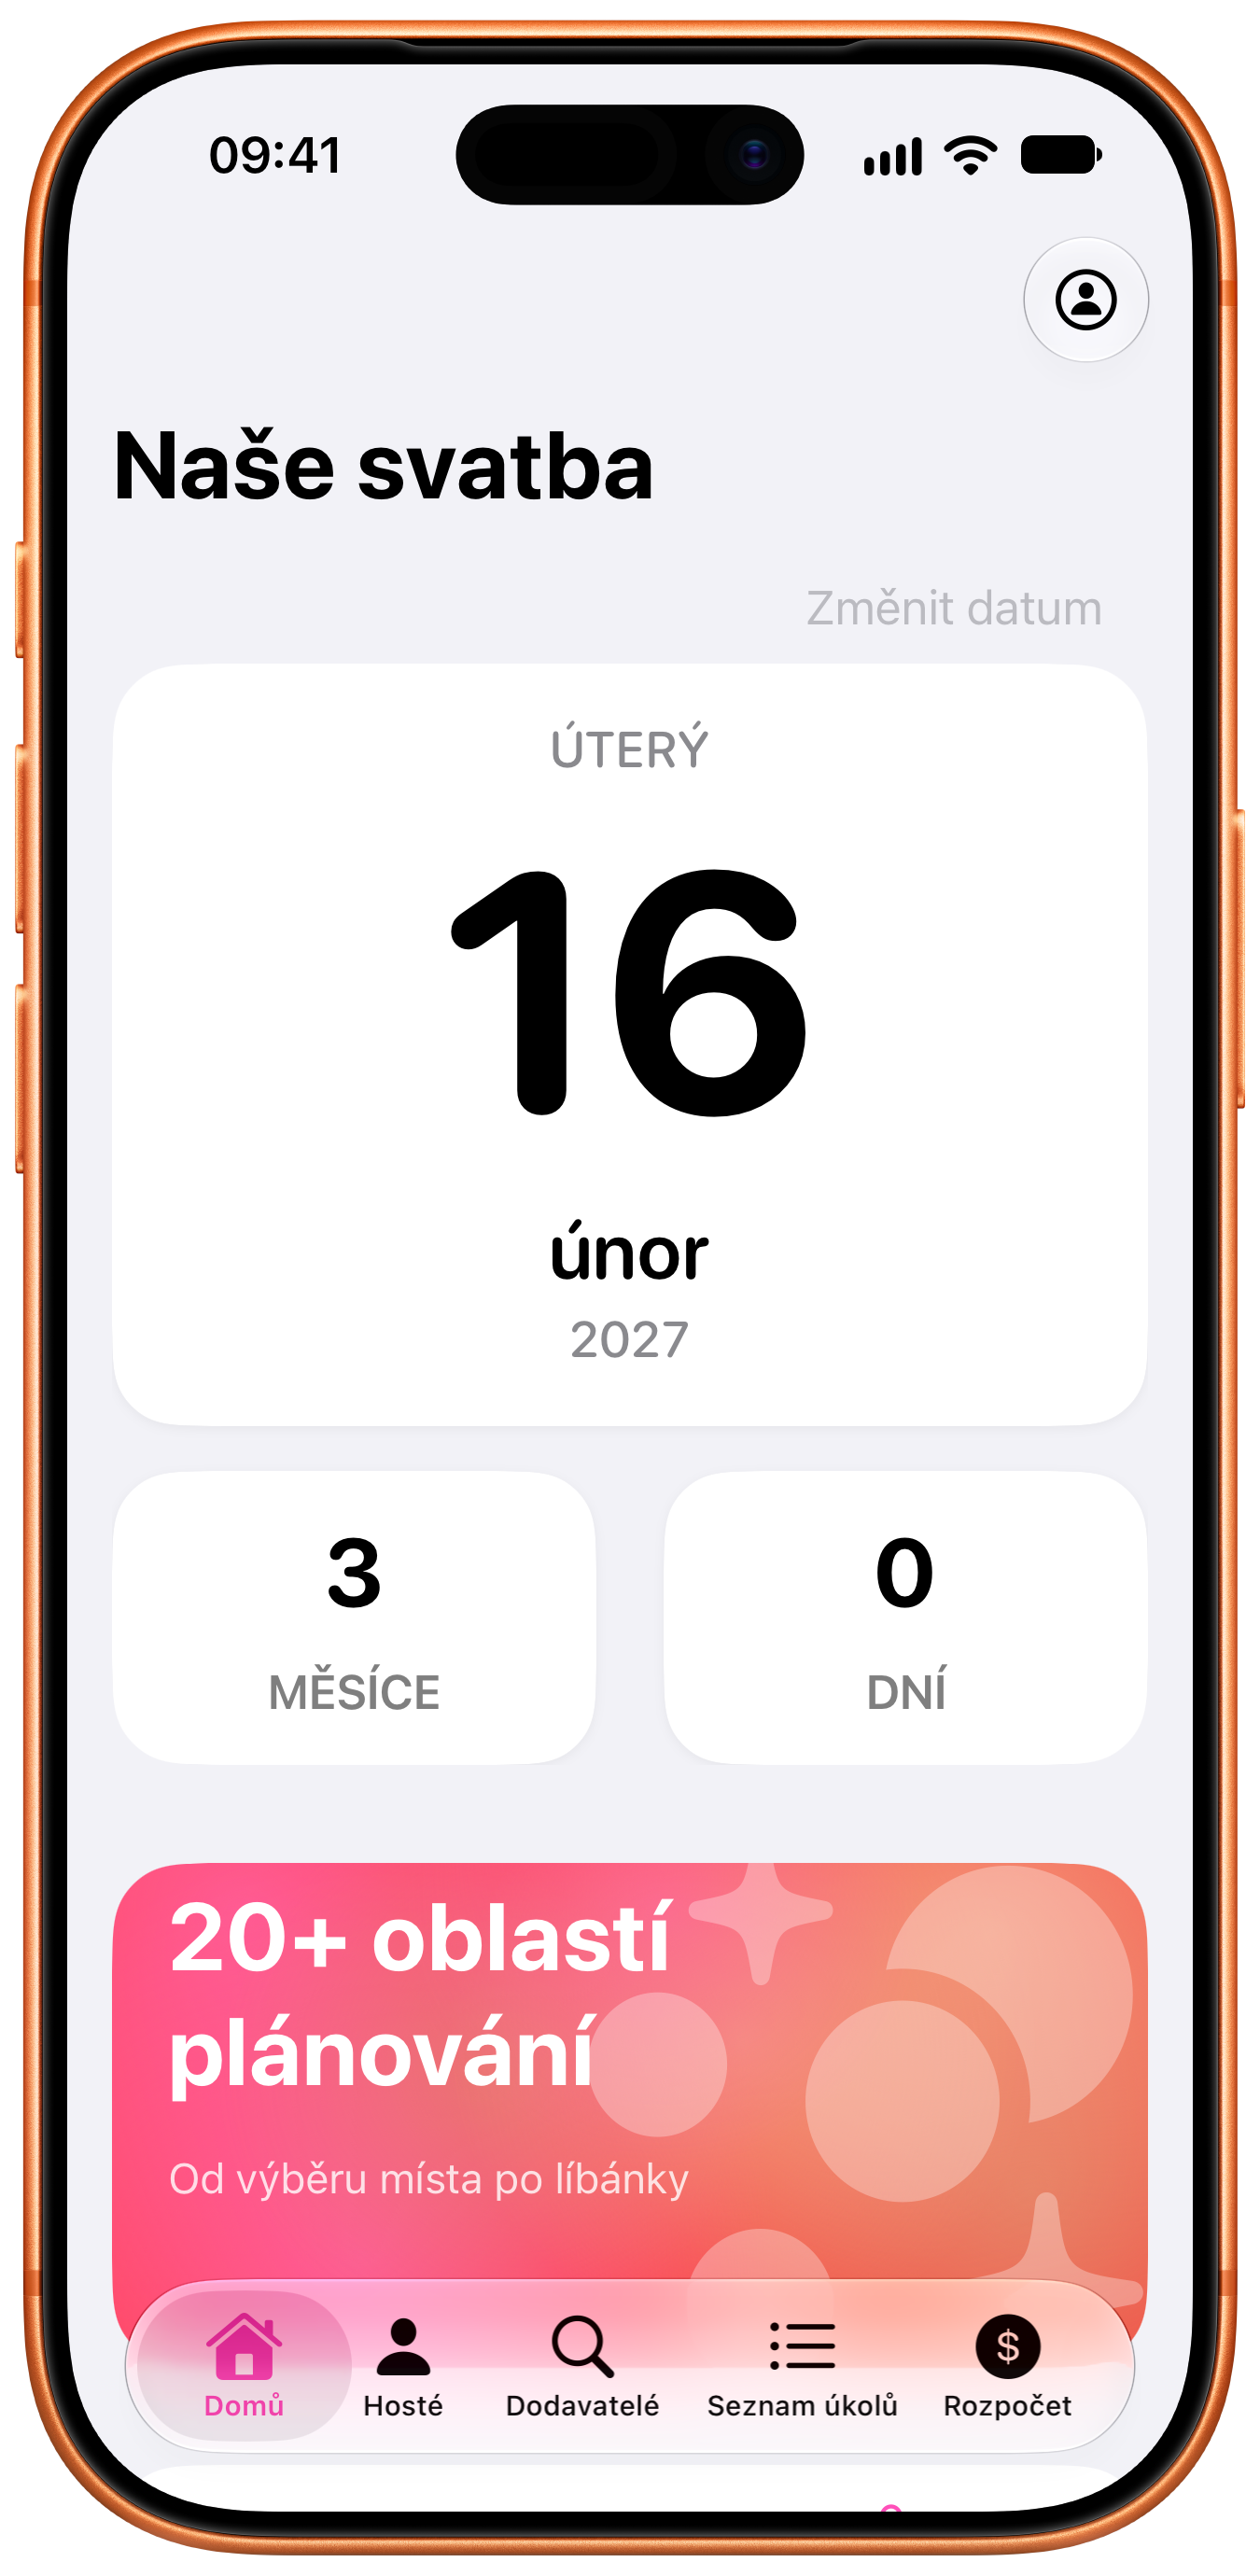 09:41
Naše svatba
Změnit datum
ÚTERÝ
16
únor
2027
3
MĚSÍCE
0
DNÍ
20+ oblastí
plánování
Od výběru místa po líbánky
Domů
Hosté
Dodavatelé
Seznam úkolů
Rozpočet